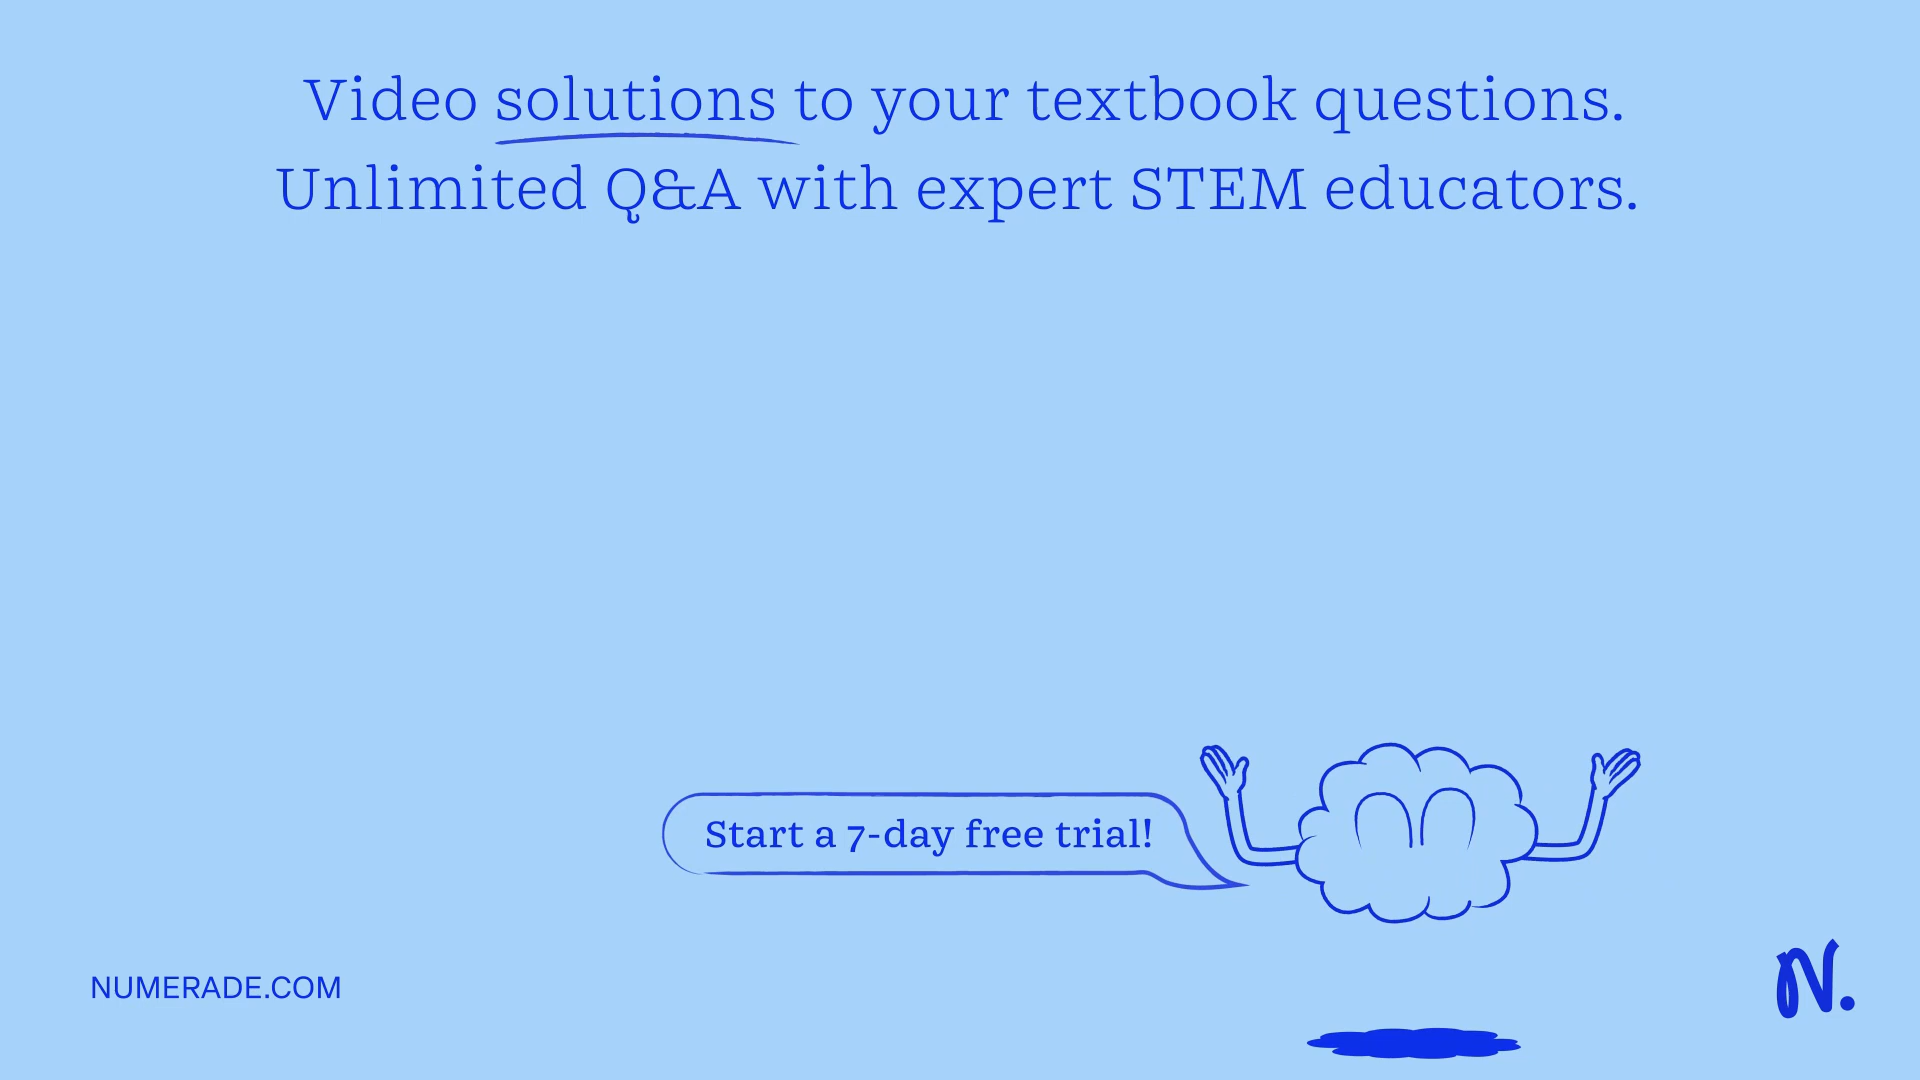 Video solutions to your textbook questions.
Unlimited Q&A with expert STEM educators.
Start a 7-day free trial!
NUMERADE.COM
N.